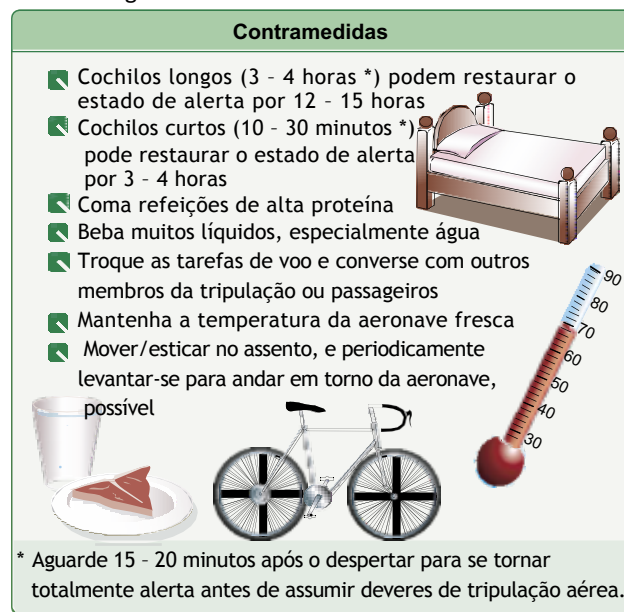 Contramedidas
Cochilos longos (3 – 4 horas *) podem restaurar o
estado de alerta por 12 – 15 horas
Cochilos curtos (10 – 30 minutos *)
pode restaurar o estado de alerta
por 3 – 4 horas
Coma refeições de alta proteína
Beba muitos líquidos, especialmente água
Troque as tarefas de voo e converse com outros
membros da tripulação ou passageiros
Mantenha a temperatura da aeronave fresca
Mover/esticar no assento, e periodicamente
levantar-se para andar em torno da aeronave,
possível
90
80
70
60
50
40
30
* Aguarde 15 – 20 minutos após o despertar para se tornar
totalmente alerta antes de assumir deveres de tripulação aérea.